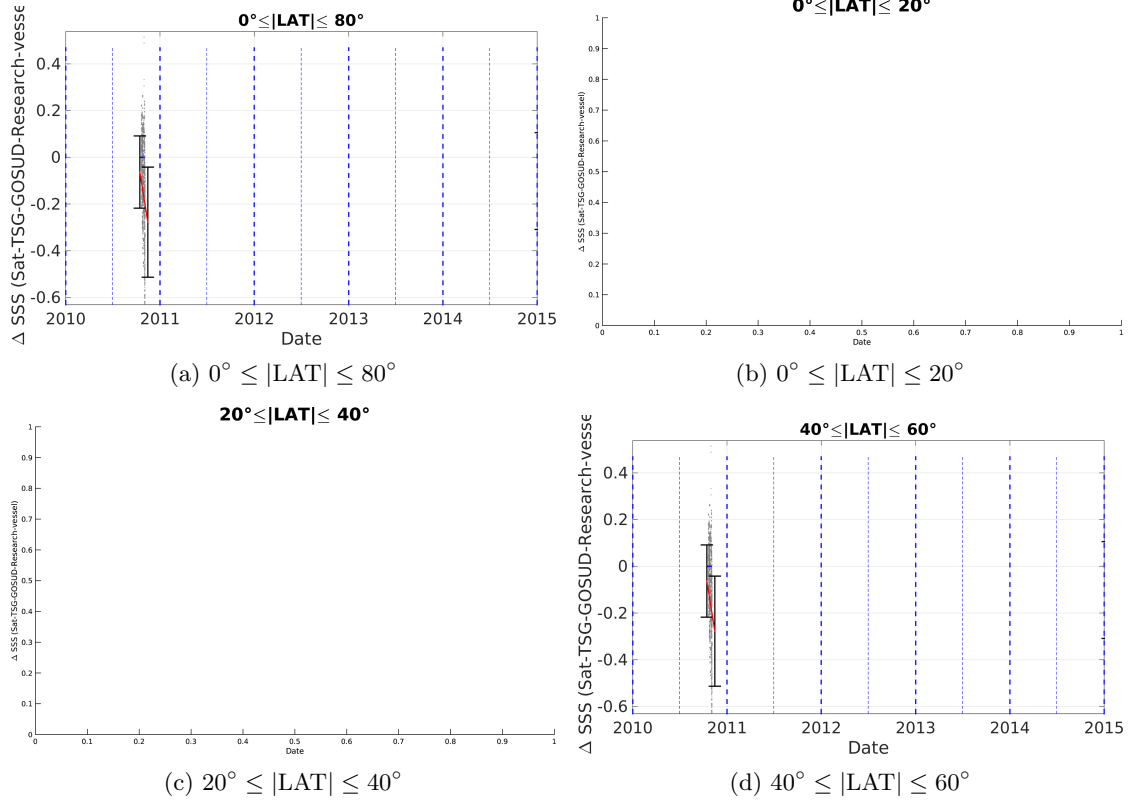 0°≤|LAT|≤ 80°
Δ SSS (Sat-TSG-GOSUD-Research-vesse
0.4
0.2
0
-0.2
-0.4
-0.6
2010 2011 2012 2013 2014 2015
Date
(a) 0° ≤ |LAT| ≤ 80°
0°≤|LAT|≤ 20°
Δ SSS (Sat-TSG-GOSUD-Research-vessel)
1
0.9
0.8
0.7
0.6
0.5
0.4
0.3
0.2
0.1
0
0 0.1 0.2 0.3 0.4 0.5 0.6 0.7 0.8 0.9 1
Date
(b) 0° ≤ |LAT| ≤ 20°
20°≤|LAT|≤ 40°
Δ SSS (Sat-TSG-GOSUD-Research-vessel)
1
0.9
0.8
0.7
0.6
0.5
0.4
0.3
0.2
0.1
0
0 0.1 0.2 0.3 0.4 0.5 0.6 0.7 0.8 0.9 1
Date
(c) 20° ≤ |LAT| ≤ 40°
40°≤|LAT|≤ 60°
Δ SSS (Sat-TSG-GOSUD-Research-vesse
0.4
0.2
0
-0.2
-0.4
-0.6
2010 2011 2012 2013 2014 2015
Date
(d) 40° ≤ |LAT| ≤ 60°